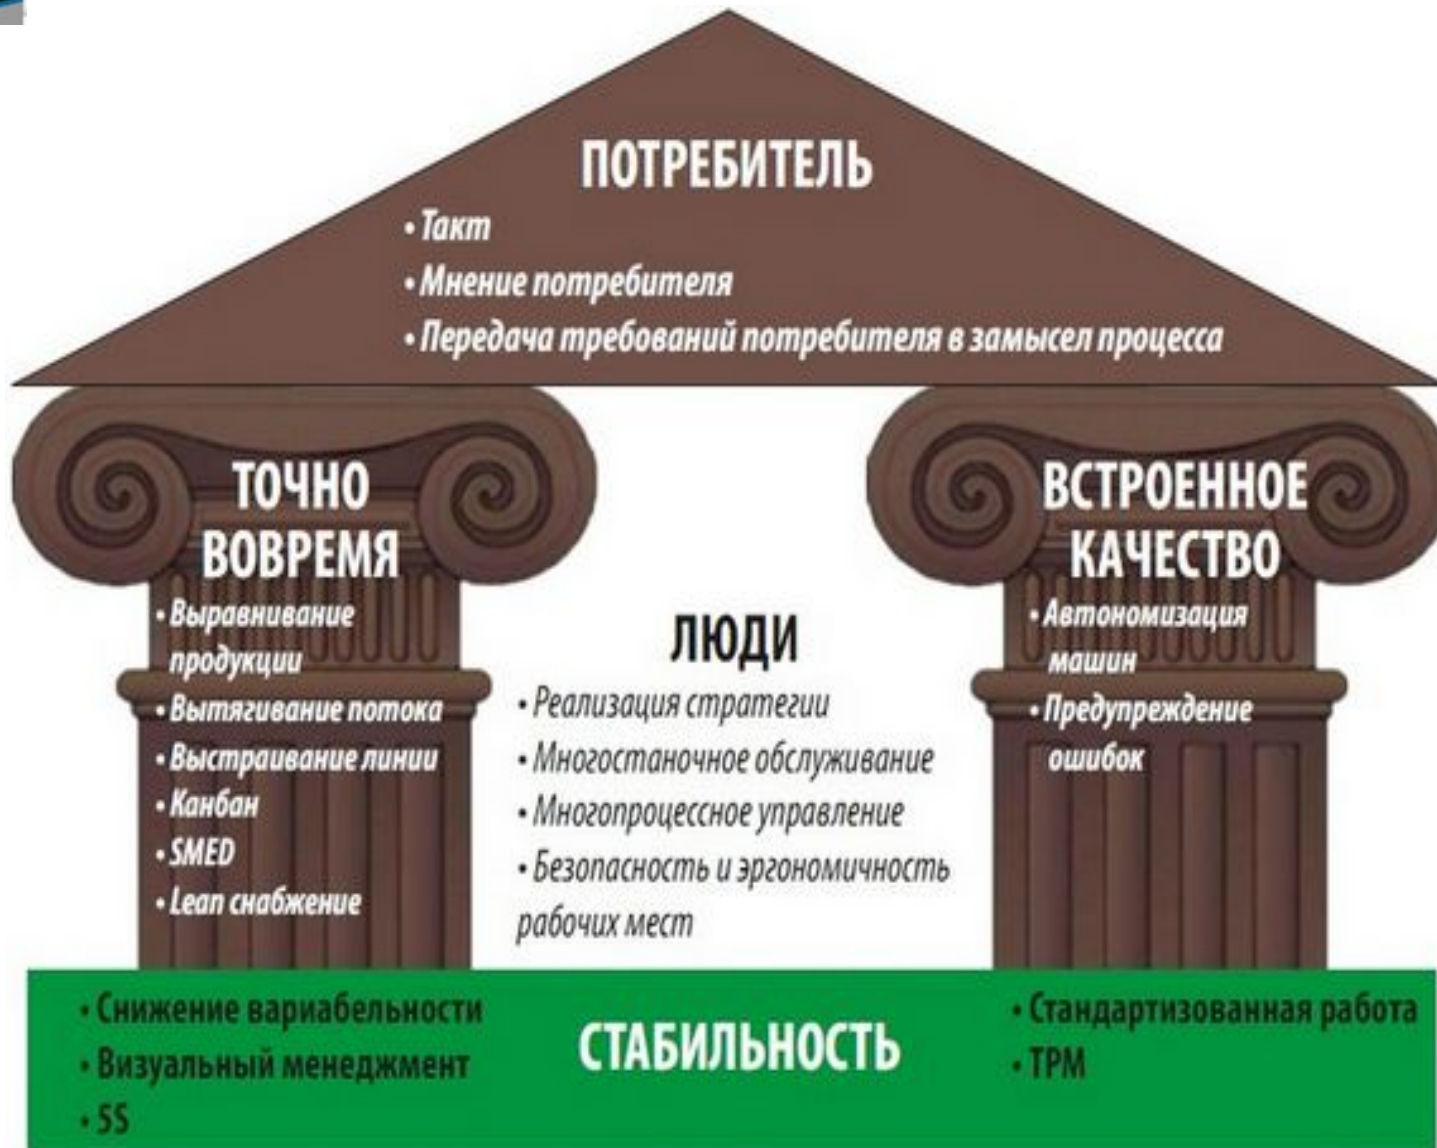 ПОТРЕБИТЕЛЬ
• Такт
• Мнение потребителя
• Передача требований потребителя в замысел процесса
ТОЧНО
ВОВРЕМЯ
• Выравнивание
продукции
• Вытягивание потока
• Выстраивание линии
• Канбан
• SMED
• Lean снабжение
ЛЮДИ
• Реализация стратегии
• Многостаночное обслуживание
• Многопроцессное управление
• Безопасность и эргономичность
рабочих мест
ВСТРОЕННОЕ
КАЧЕСТВО
• Автономизация
машин
• Предупреждение
ошибок
• Снижение вариабельности
• Визуальный менеджмент
• 5S
СТАБИЛЬНОСТЬ
• Стандартизованная работа
• ТРМ